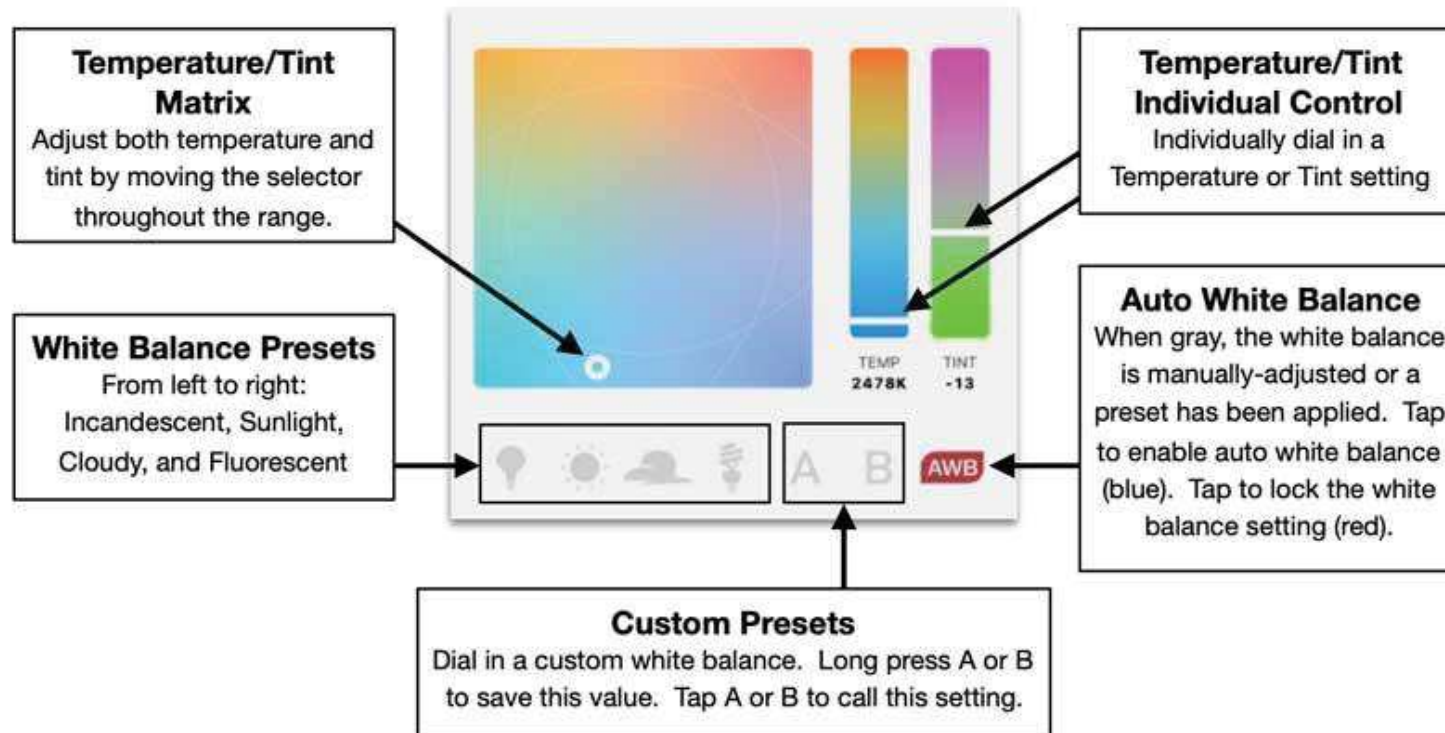 Temperature/Tint
Matrix
Adjust both temperature and
tint by moving the selector
throughout the range.
White Balance Presets
From left to right:
Incandescent, Sunlight,
Cloudy, and Fluorescent
TEMP
2478K
TINT
-13
A
B
AWB
Temperature/Tint
Individual Control
Individually dial in a
Temperature or Tint setting
Auto White Balance
When gray, the white balance
is manually-adjusted or a
preset has been applied. Tap
to enable auto white balance
(blue). Tap to lock the white
balance setting (red).
Custom Presets
Dial in a custom white balance. Long press A or B
to save this value. Tap A or B to call this setting.